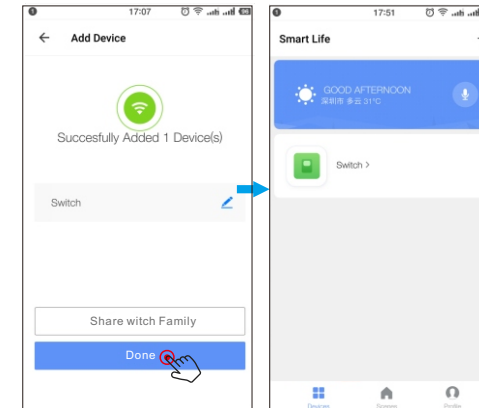 17:07
Add Device
Succesfully Added 1 Device(s)
Switch
Share witch Family
Done
17:51
Smart Life
GOOD AFTERNOON
深圳市 多云 31°C
Switch >
Devices
Scenes
Profile